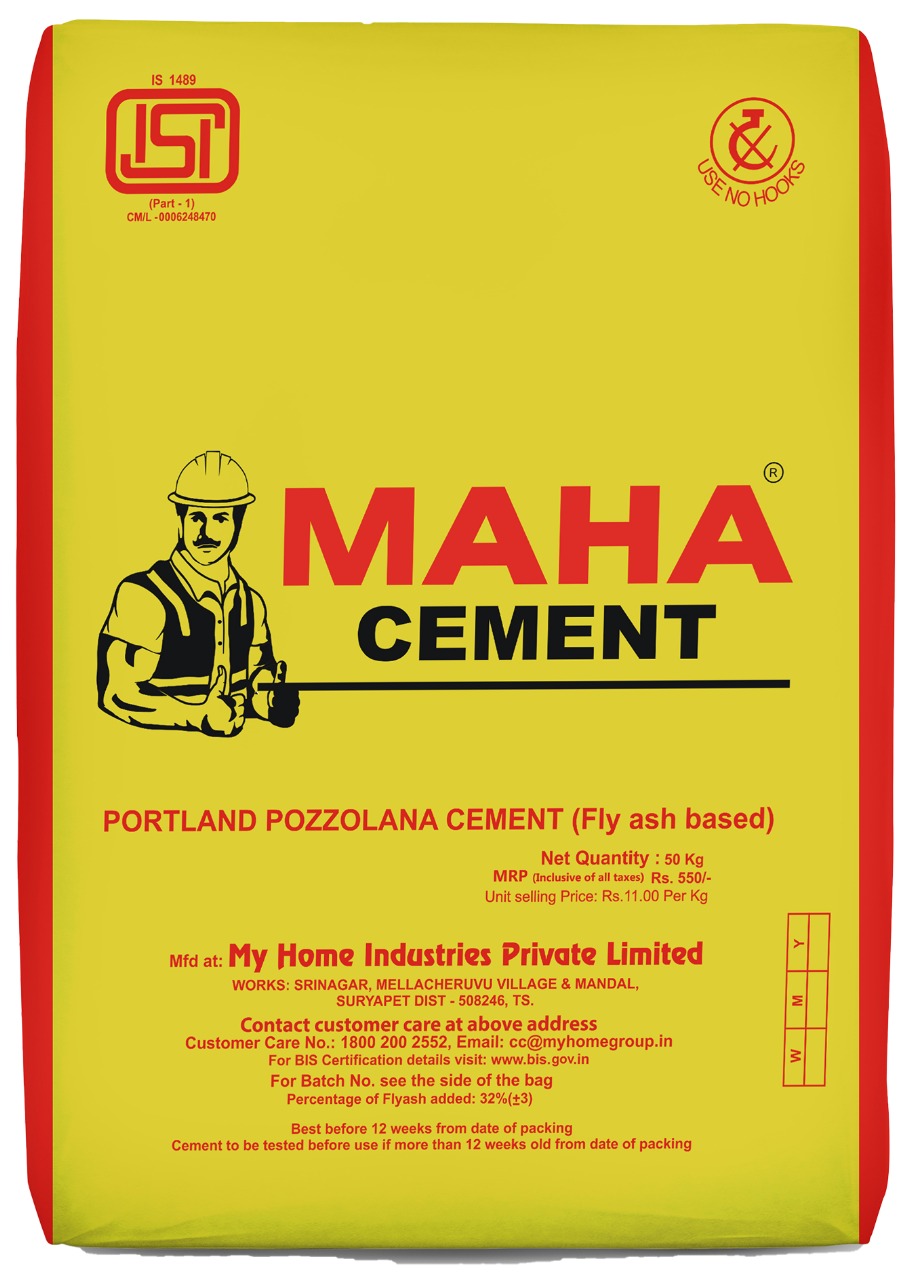 IS 1489
ISI
(Part - 1)
CM/L -0006248470
USE NO HOOKS
®
MAHA
CEMENT
PORTLAND POZZOLANA CEMENT (Fly ash based)
Net Quantity : 50 Kg
MRP (Inclusive of all taxes) Rs. 550/-
Unit selling Price: Rs.11.00 Per Kg
Mfd at: My Home Industries Private Limited
WORKS: SRINAGAR, MELLACHERUVU VILLAGE & MANDAL,
SURYAPET DIST - 508246, TS.
Contact customer care at above address
Customer Care No.: 1800 200 2552, Email: cc@myhomegroup.in
For BIS Certification details visit: www.bis.gov.in
For Batch No. see the side of the bag
Percentage of Flyash added: 32%(±3)
Best before 12 weeks from date of packing
Cement to be tested before use if more than 12 weeks old from date of packing
W M Y